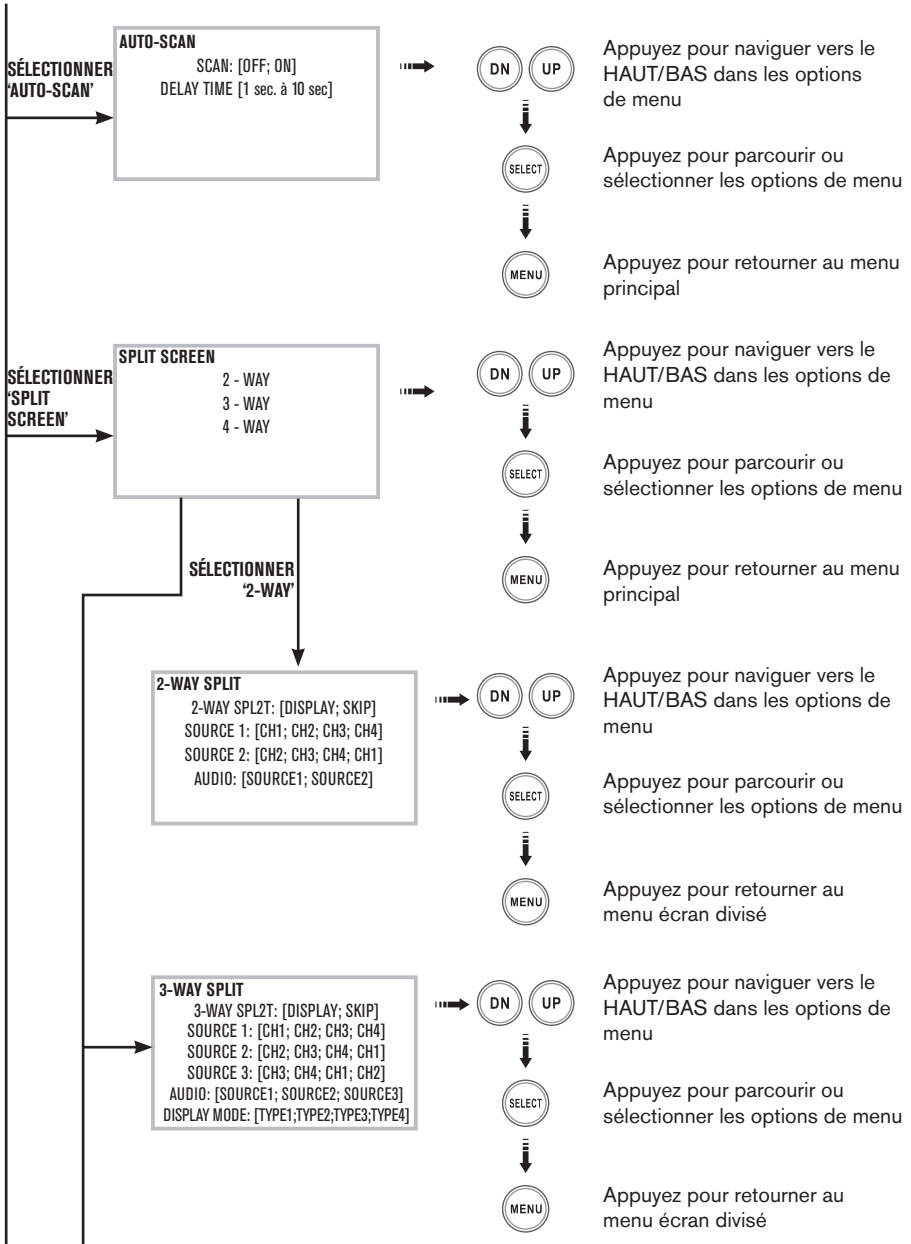 SÉLECTIONNER
'AUTO-SCAN'
AUTO-SCAN
SCAN: [OFF; ON]
DELAY TIME [1 sec. à 10 sec]
DN UP
Appuyez pour naviguer vers le
HAUT/BAS dans les options
de menu
SELECT
Appuyez pour parcourir ou
sélectionner les options de menu
MENU
Appuyez pour retourner au menu
principal
SÉLECTIONNER
'SPLIT
SCREEN'
SPLIT SCREEN
2 - WAY
3 - WAY
4 - WAY
DN UP
Appuyez pour naviguer vers le
HAUT/BAS dans les options de
menu
SELECT
Appuyez pour parcourir ou
sélectionner les options de menu
MENU
Appuyez pour retourner au menu
principal
SÉLECTIONNER
'2-WAY'
2-WAY SPLIT
2-WAY SPL2T: [DISPLAY; SKIP]
SOURCE 1: [CH1; CH2; CH3; CH4]
SOURCE 2: [CH2; CH3; CH4; CH1]
AUDIO: [SOURCE1; SOURCE2]
DN UP
Appuyez pour naviguer vers le
HAUT/BAS dans les options de
menu
SELECT
Appuyez pour parcourir ou
sélectionner les options de menu
MENU
Appuyez pour retourner au
menu écran divisé
3-WAY SPLIT
3-WAY SPL2T: [DISPLAY; SKIP]
SOURCE 1: [CH1; CH2; CH3; CH4]
SOURCE 2: [CH2; CH3; CH4; CH1]
SOURCE 3: [CH3; CH4; CH1; CH2]
AUDIO: [SOURCE1; SOURCE2; SOURCE3]
DISPLAY MODE: [TYPE1;TYPE2;TYPE3;TYPE4]
DN UP
Appuyez pour naviguer vers le
HAUT/BAS dans les options de
menu
SELECT
Appuyez pour parcourir ou
sélectionner les options de menu
MENU
Appuyez pour retourner au
menu écran divisé